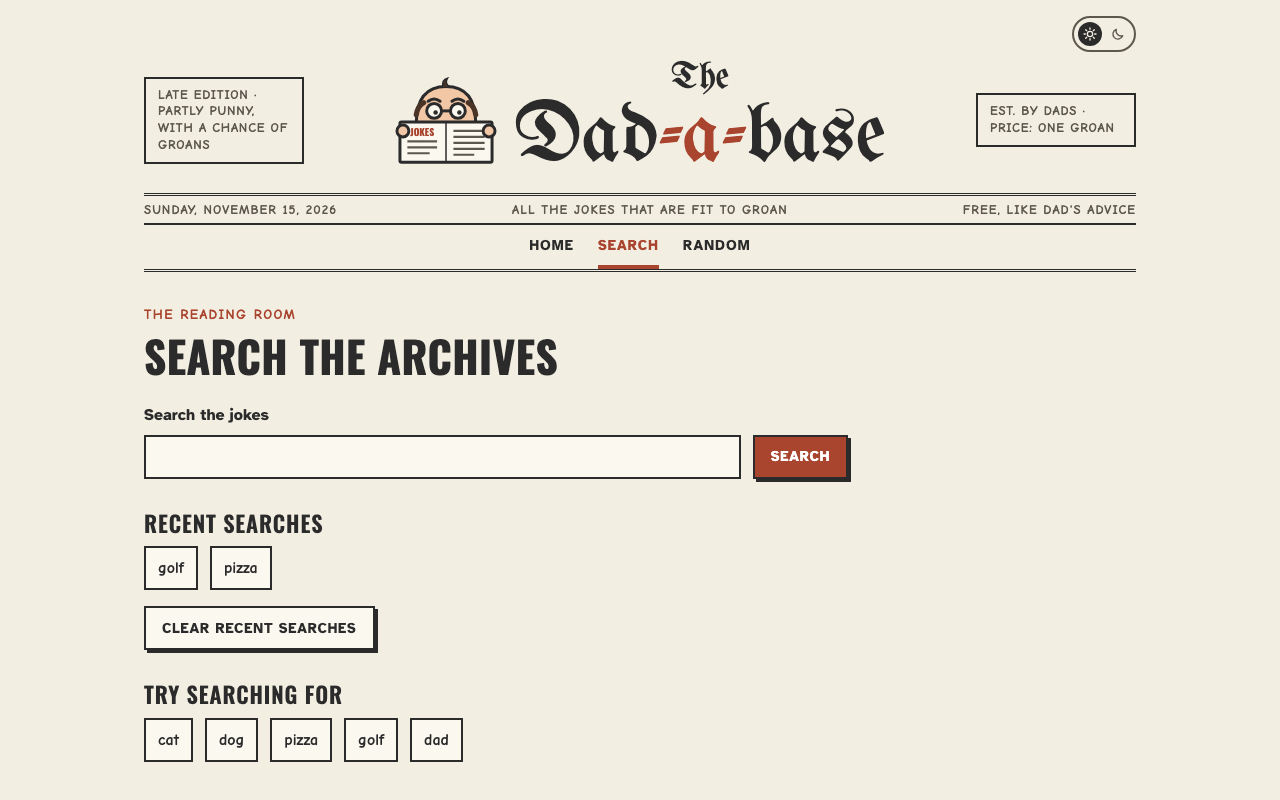 LATE EDITION ·
PARTLY PUNNY,
WITH A CHANCE OF
GROANS
JOKES
The
Dad-a-base
EST. BY DADS ·
PRICE: ONE GROAN
SUNDAY, NOVEMBER 15, 2026
ALL THE JOKES THAT ARE FIT TO GROAN
FREE, LIKE DAD'S ADVICE
HOME SEARCH RANDOM
THE READING ROOM
SEARCH THE ARCHIVES
Search the jokes
SEARCH
RECENT SEARCHES
golf pizza
CLEAR RECENT SEARCHES
TRY SEARCHING FOR
cat dog pizza golf dad